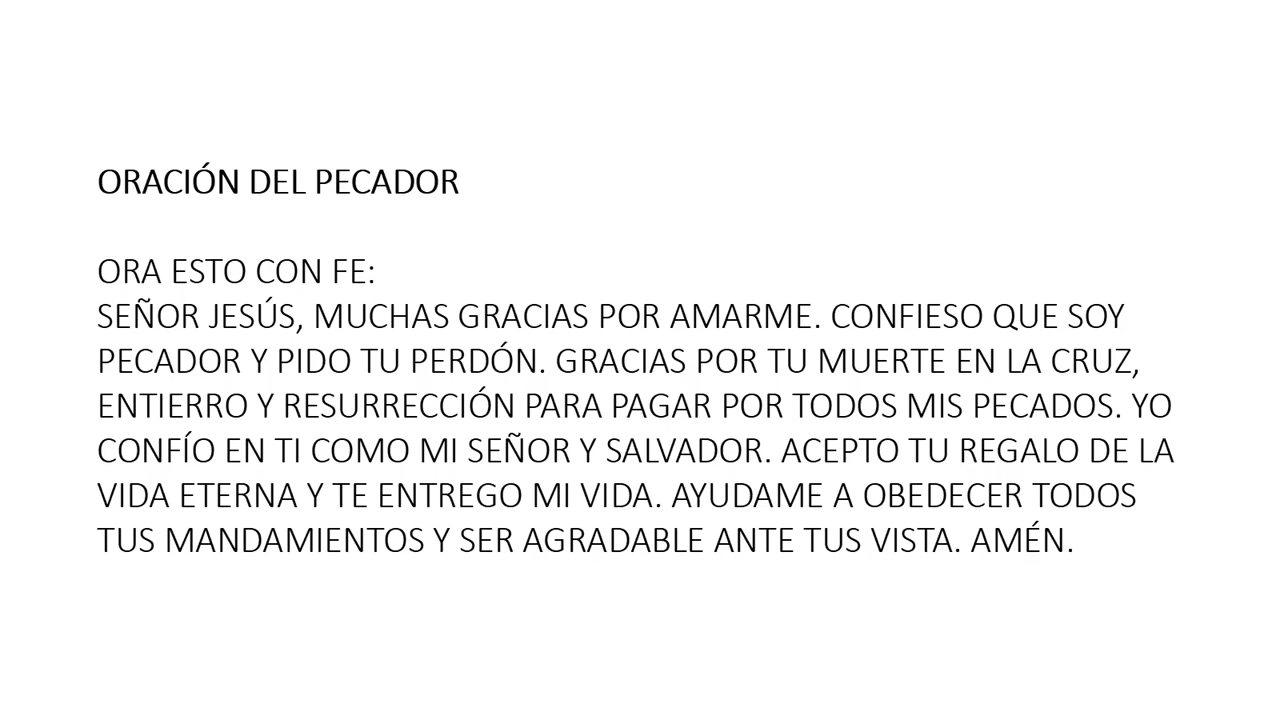 ORACIÓN DEL PECADOR
ORA ESTO CON FE:
SEÑOR JESÚS, MUCHAS GRACIAS POR AMARME. CONFIESO QUE SOY
PECADOR Y PIDO TU PERDÓN. GRACIAS POR TU MUERTE EN LA CRUZ,
ENTIERRO Y RESURRECCIÓN PARA PAGAR POR TODOS MIS PECADOS. YO
CONFÍO EN TI COMO MI SEÑOR Y SALVADOR. ACEPTO TU REGALO DE LA
VIDA ETERNA Y TE ENTREGO MI VIDA. AYUDAME A OBEDECER TODOS
TUS MANDAMIENTOS Y SER AGRADABLE ANTE TUS VISTA. AMÉN.